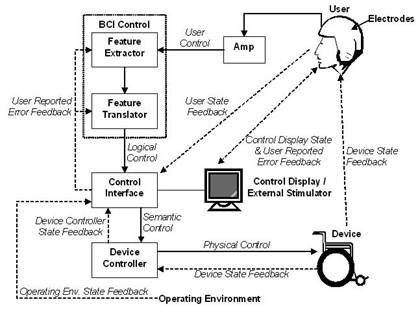 User
Electrodes
BCI Control
Feature
Extractor
User
Control
Amp
Feature
Translator
User Reported
Error Feedback
User State
Feedback
Logical
Control
Control Display State
& User Reported
Error Feedback
Device State
Feedback
Control
Interface
Control Display /
External Stimulator
Device Controller
State Feedback
Semantic
Control
Device
Device
Controller
Physical Control
Device State Feedback
Operating Env. State Feedback
Operating Environment